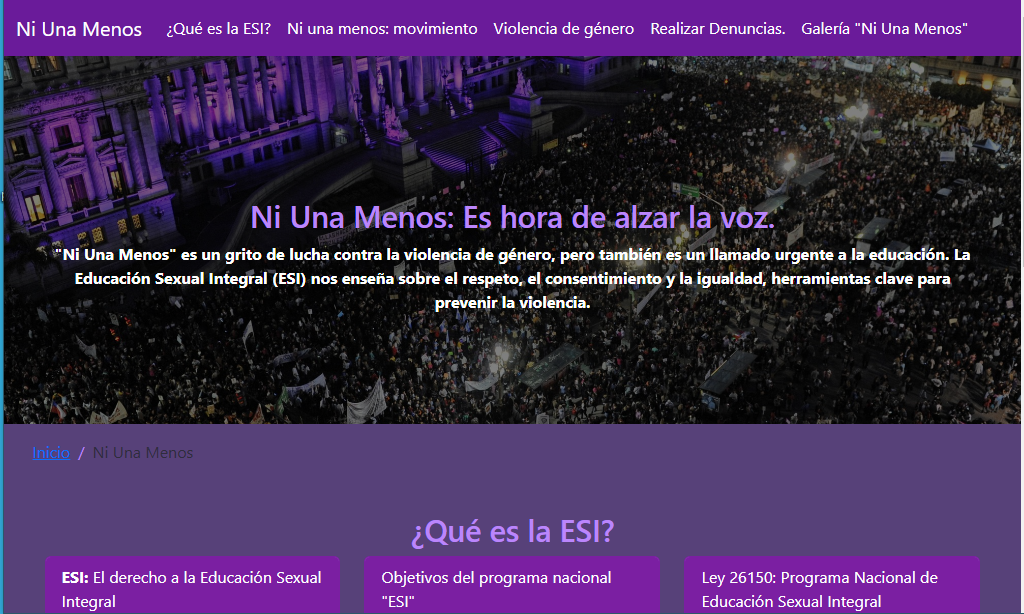 Ni Una Menos ¿Qué es la ESI? Ni una menos: movimiento Violencia de género Realizar Denuncias. Galería "Ni Una Menos"
Ni Una Menos: Es hora de alzar la voz.
"Ni Una Menos" es un grito de lucha contra la violencia de género, pero también es un llamado urgente a la educación. La
Educación Sexual Integral (ESI) nos enseña sobre el respeto, el consentimiento y la igualdad, herramientas clave para
prevenir la violencia.
Inicio / Ni Una Menos
¿Qué es la ESI?
ESI: El derecho a la Educación Sexual
Integral
Objetivos del programa nacional
"ESI"
Ley 26150: Programa Nacional de
Educación Sexual Integral